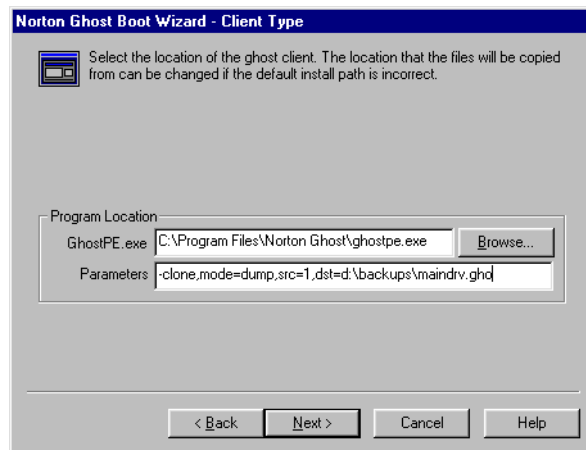 Norton Ghost Boot Wizard - Client Type
Select the location of the ghost client. The location that the files will be copied
from can be changed if the default install path is incorrect.
Program Location
GhostPE.exe C:\Program Files\Norton Ghost\ghostpe.exe Browse...
Parameters -clone,mode=dump,src=1,dst=d:\backups\maindrv.gho
< Back Next > Cancel Help